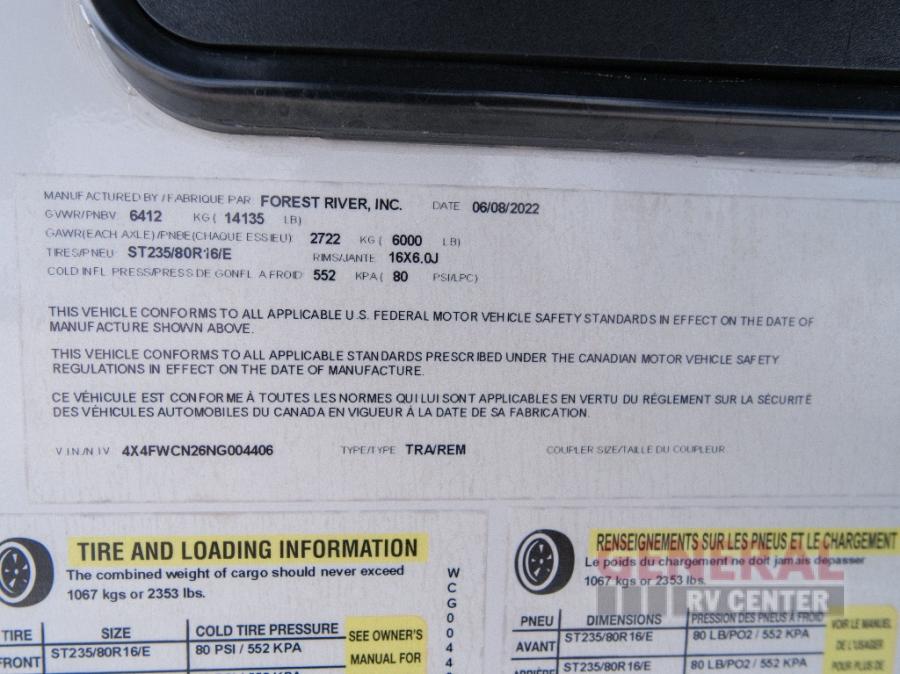 MANUFACTURED BY / FABRIQUE PAR FOREST RIVER, INC. DATE 06/08/2022
GVWR/PNBV 6412 KG ( 14135 LB)
GAWR(EACH AXLE)/PNBE(CHAQUE ESSIEU) 2722 KG ( 6000 LB)
TIRES/PNEU ST235/80R16/E RIMS/JANTE 16X6.0J
COLD INFL PRESS/PRESS DE GONFL A FROID 552 KPA ( 80 PSI/LPC)
THIS VEHICLE CONFORMS TO ALL APPLICABLE U.S. FEDERAL MOTOR VEHICLE SAFETY STANDARDS IN EFFECT ON THE DATE OF
MANUFACTURE SHOWN ABOVE.
THIS VEHICLE CONFORMS TO ALL APPLICABLE STANDARDS PRESCRIBED UNDER THE CANADIAN MOTOR VEHICLE SAFETY
REGULATIONS IN EFFECT ON THE DATE OF MANUFACTURE.
CE VÉHICULE EST CONFORME À TOUTES LES NORMES QUI LUI SONT APPLICABLES EN VERTU DU RÉGLEMENT SUR LA SÉCURITÉ
DES VÉHICULES AUTOMOBILES DU CANADA EN VIGUEUR À LA DATE DE SA FABRICATION.
VIN/NIV 4X4FWCN26NG004406 TYPE/TYPE TRA/REM COUPLER SIZE/TAILLE DU COUPLEUR
TIRE AND LOADING INFORMATION
The combined weight of cargo should never exceed
1067 kgs or 2353 lbs.
TIRE SIZE COLD TIRE PRESSURE
FRONT ST235/80R16/E 80 PSI / 552 KPA
SEE OWNER'S
MANUAL FOR
W
C
G
0
0
4
4
RENSEIGNEMENTS SUR LES PNEUS ET LE CHARGEMENT
Le poids du chargement ne doit jamais dépasser
1067 kgs or 2353 lbs.
PNEU DIMENSIONS PRESSION DES PNEUS À FROID
AVANT ST235/80R16/E 80 LB/PO2 / 552 KPA
ARRIÈRE ST235/80R16/E 80 LB/PO2 / 552 KPA
VOIR LE MANUEL
DE L'USAGER
POUR PLUS DE
GENERAL
RV CENTER